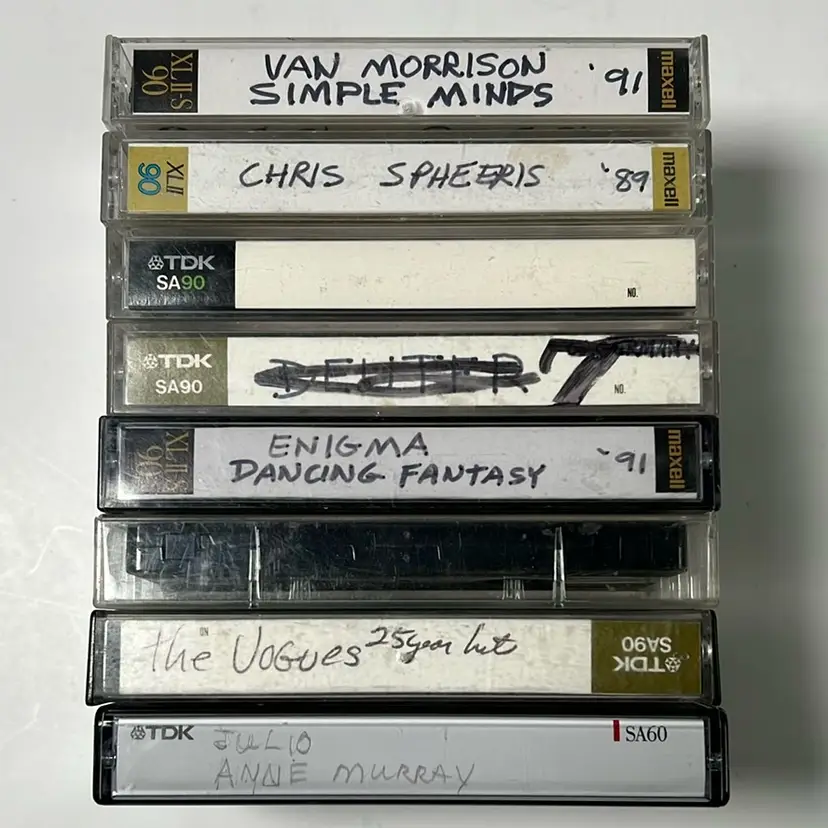 XLII-S 90
VAN MORRISON
SIMPLE MINDS
'91
maxell
XLII 90
CHRIS SPHEERIS
'89
maxell
TDK
SA90
NO.
TDK
SA90
DEUTER
NO.
XLII-S 90
ENIGMA
DANCING FANTASY
'91
maxell
NO
the VOGUES 25 year hit
TDK
SA90
TDK
JULIO
ANNE MURRAY
SA60